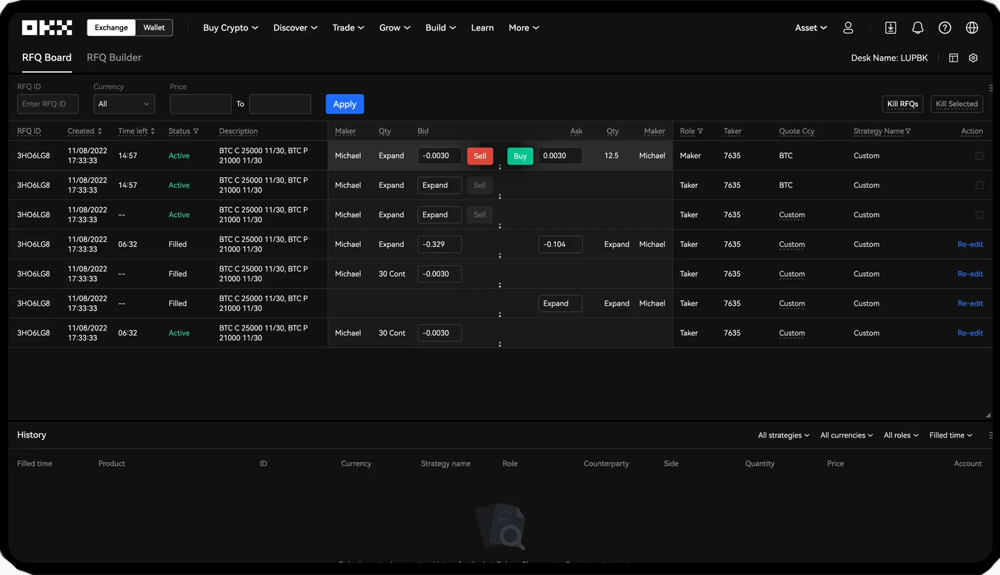 OKX Exchange Wallet Buy Crypto Discover Trade Grow Build Learn More Asset
RFQ Board RFQ Builder Desk Name: LUPBK
RFQ ID Currency Price
Enter RFQ ID All To Apply Kill RFQs Kill Selected
RFQ ID Created Time left Status Description Maker Qty Bid Ask Qty Maker Role Taker Quote Ccy Strategy Name Action
3HO6LG8 11/08/2022 14:57 Active BTC C 25000 11/30, BTC P Michael Expand -0.0030 Sell Buy 0.0030 12.5 Michael Maker 7635 BTC Custom
17:33:33 21000 11/30
3HO6LG8 11/08/2022 14:57 Active BTC C 25000 11/30, BTC P Michael Expand Expand Sell Taker 7635 BTC Custom
17:33:33 21000 11/30
3HO6LG8 11/08/2022 -- Active BTC C 25000 11/30, BTC P Michael Expand Expand Sell Taker 7635 Custom Custom
17:33:33 21000 11/30
3HO6LG8 11/08/2022 06:32 Filled BTC C 25000 11/30, BTC P Michael Expand -0.329 -0.104 Expand Michael Taker 7635 Custom Custom Re-edit
17:33:33 21000 11/30
3HO6LG8 11/08/2022 -- Filled BTC C 25000 11/30, BTC P Michael 30 Cont -0.0030 Taker 7635 Custom Custom Re-edit
17:33:33 21000 11/30
3HO6LG8 11/08/2022 -- Filled BTC C 25000 11/30, BTC P Expand Expand Michael Taker 7635 Custom Custom Re-edit
17:33:33 21000 11/30
3HO6LG8 11/08/2022 06:32 Active BTC C 25000 11/30, BTC P Michael 30 Cont -0.0030 Taker 7635 Custom Custom Re-edit
17:33:33 21000 11/30
History All strategies All currencies All roles Filled time
Filled time Product ID Currency Strategy name Role Counterparty Side Quantity Price Account